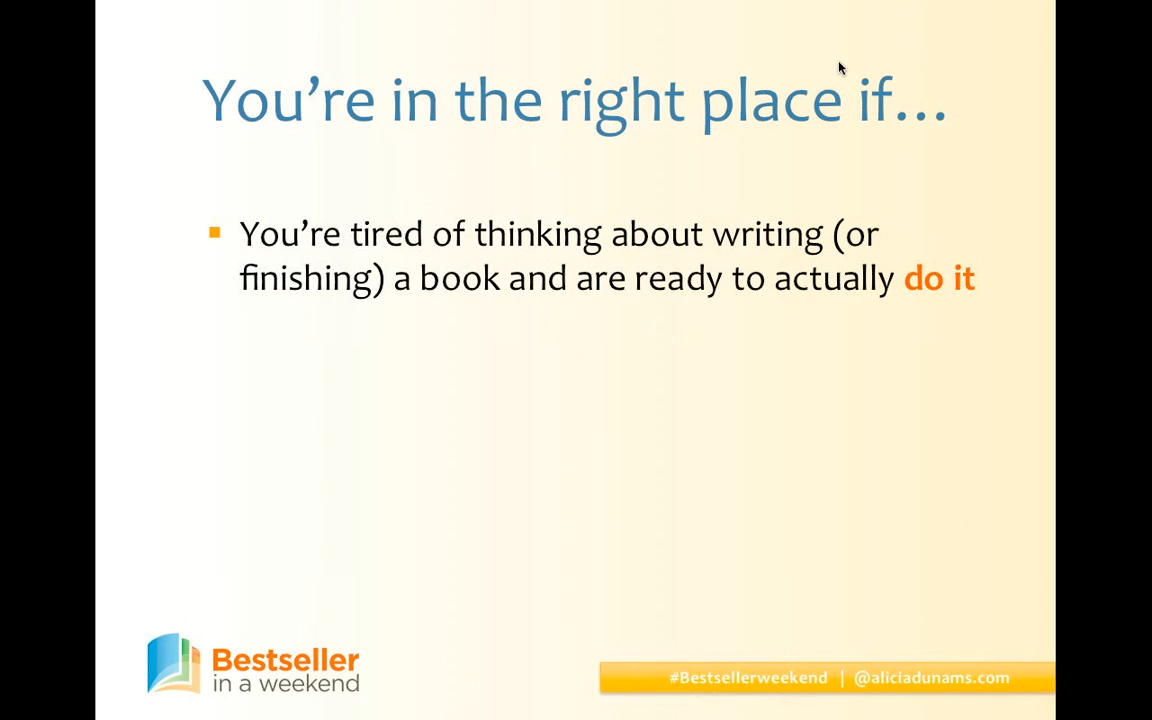 You’re in the right place if…
▪ You’re tired of thinking about writing (or
finishing) a book and are ready to actually do it
Bestseller
in a weekend
#Bestsellerweekend | @aliciadunams.com